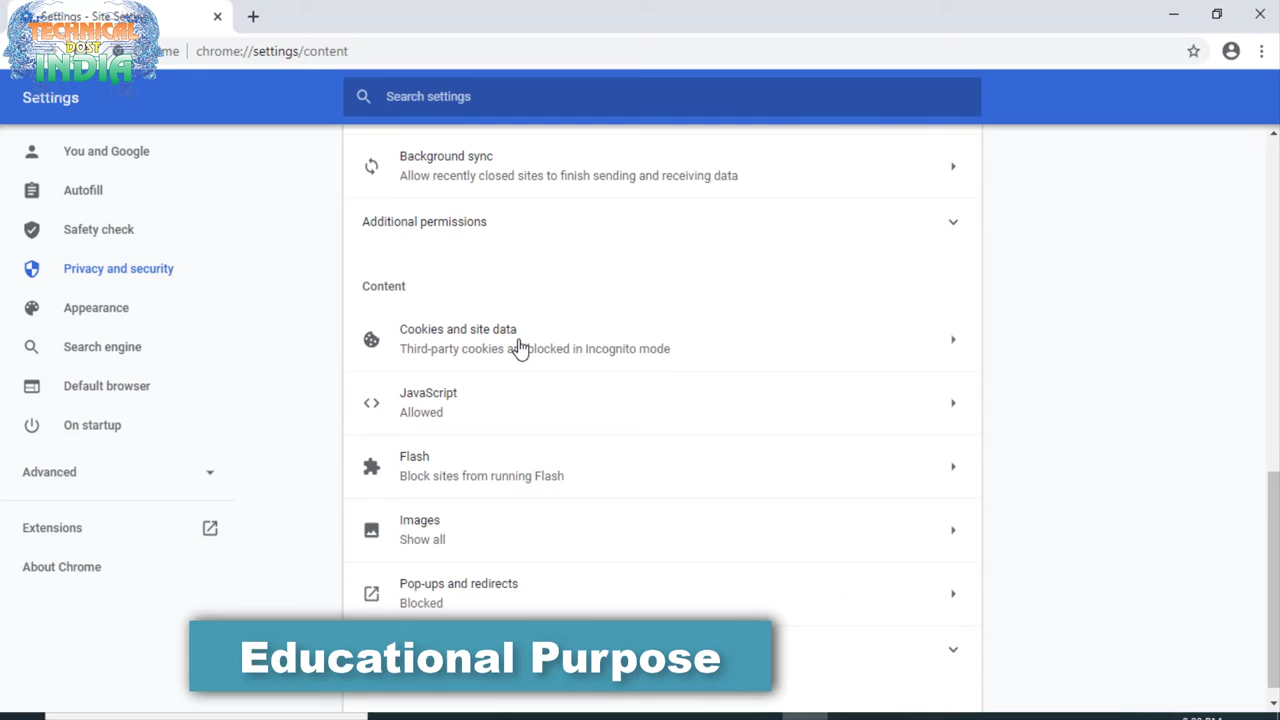 Settings - Site Set
TECHNICAL
DOST
INDIA
me
chrome://settings/content
Settings
Search settings
You and Google
Autofill
Safety check
Privacy and security
Appearance
Search engine
Default browser
On startup
Advanced
Extensions
About Chrome
Background sync
Allow recently closed sites to finish sending and receiving data
Additional permissions
Content
Cookies and site data
Third-party cookies a blocked in Incognito mode
JavaScript
Allowed
Flash
Block sites from running Flash
Images
Show all
Pop-ups and redirects
Blocked
Educational Purpose